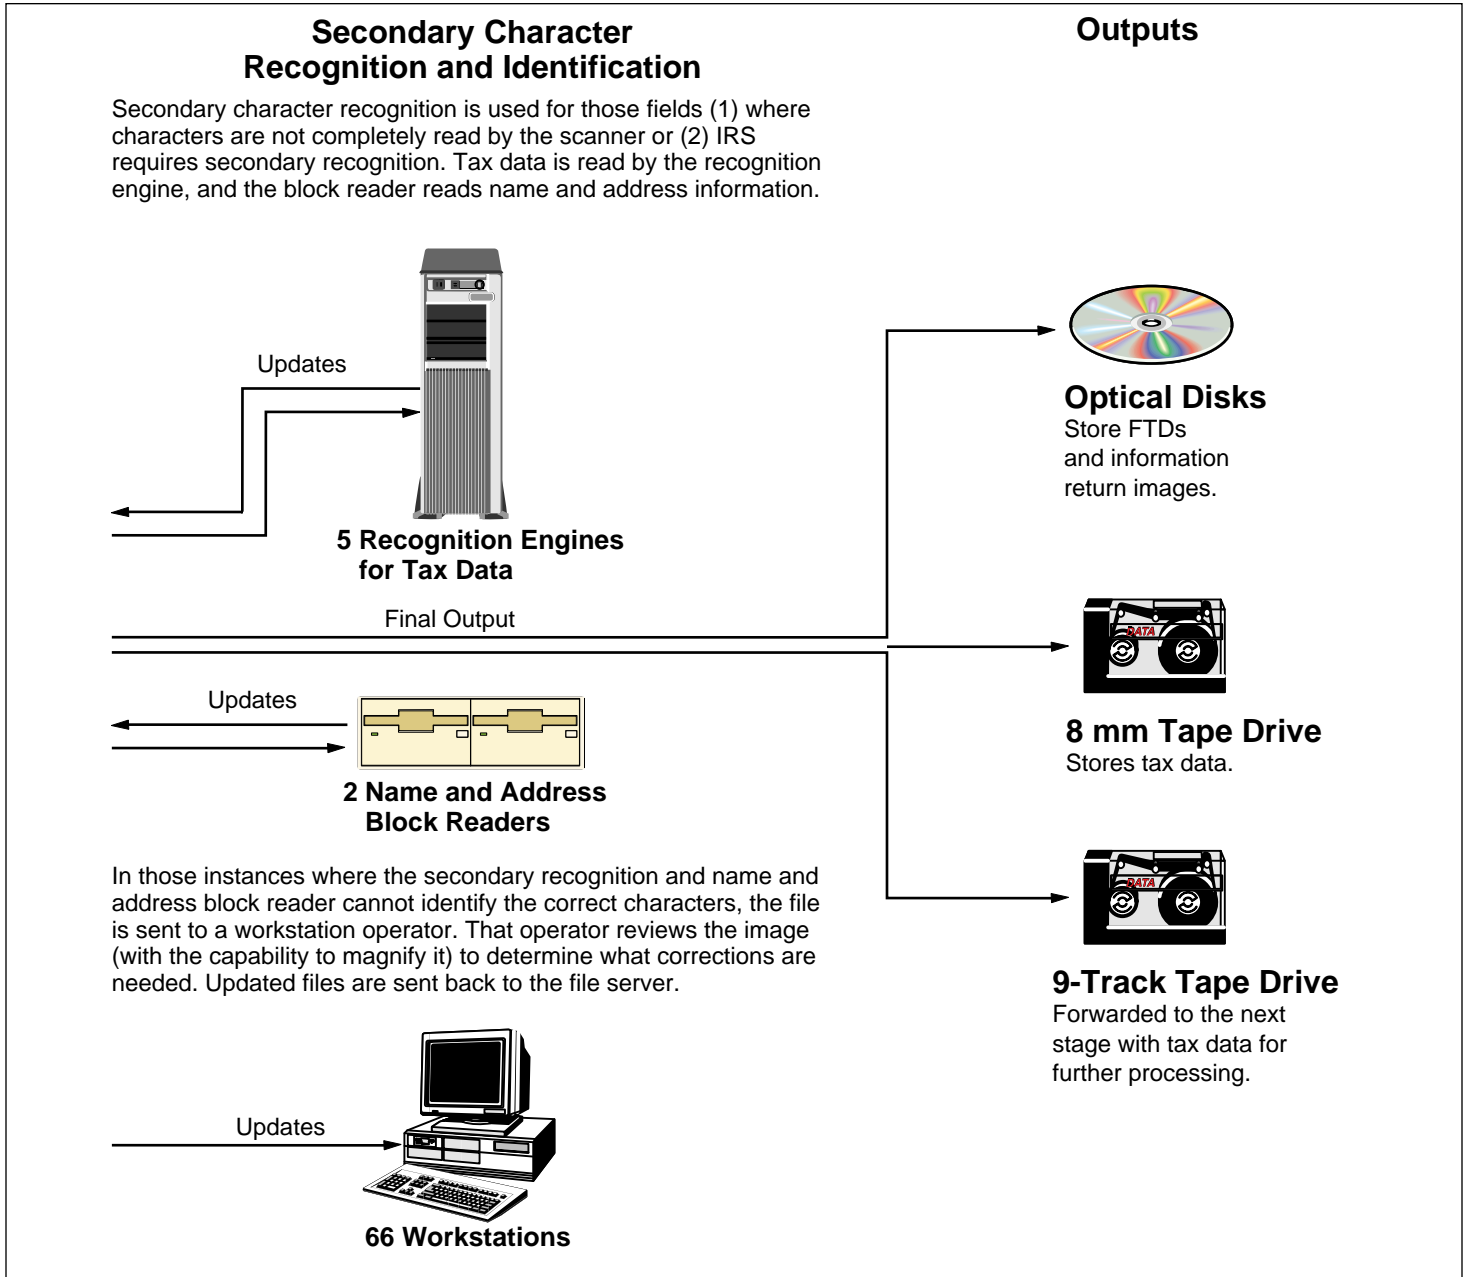 Secondary Character
Recognition and Identification
Secondary character recognition is used for those fields (1) where
characters are not completely read by the scanner or (2) IRS
requires secondary recognition. Tax data is read by the recognition
engine, and the block reader reads name and address information.
Updates
5 Recognition Engines
for Tax Data
Final Output
Updates
2 Name and Address
Block Readers
In those instances where the secondary recognition and name and
address block reader cannot identify the correct characters, the file
is sent to a workstation operator. That operator reviews the image
(with the capability to magnify it) to determine what corrections are
needed. Updated files are sent back to the file server.
Updates
66 Workstations
Outputs
Optical Disks
Store FTDs
and information
return images.
DATA
8 mm Tape Drive
Stores tax data.
DATA
9-Track Tape Drive
Forwarded to the next
stage with tax data for
further processing.